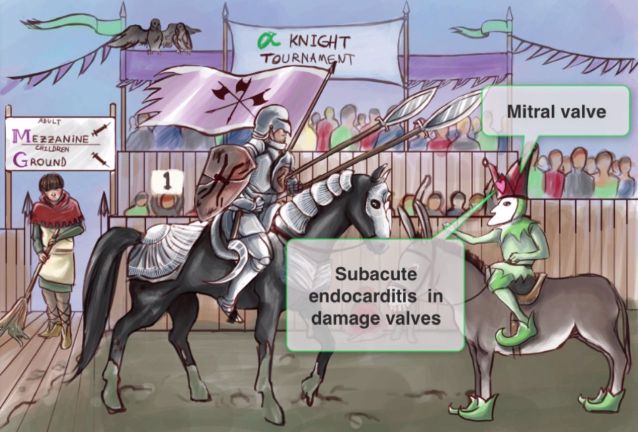 α KNIGHT
TOURNAMENT
Mitral valve
ADULT
MEZZANINE
CHILDREN
GROUND
1
Subacute
endocarditis in
damage valves